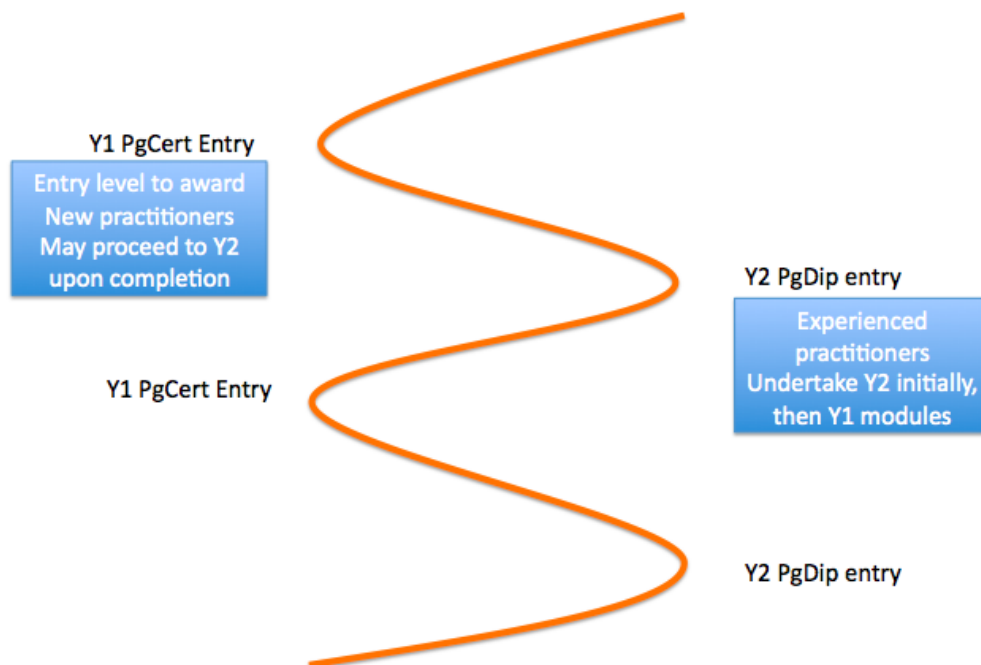 Y1 PgCert Entry
Entry level to award
New practitioners
May proceed to Y2
upon completion
Y2 PgDip entry
Experienced
practitioners
Undertake Y2 initially,
then Y1 modules
Y1 PgCert Entry
Y2 PgDip entry